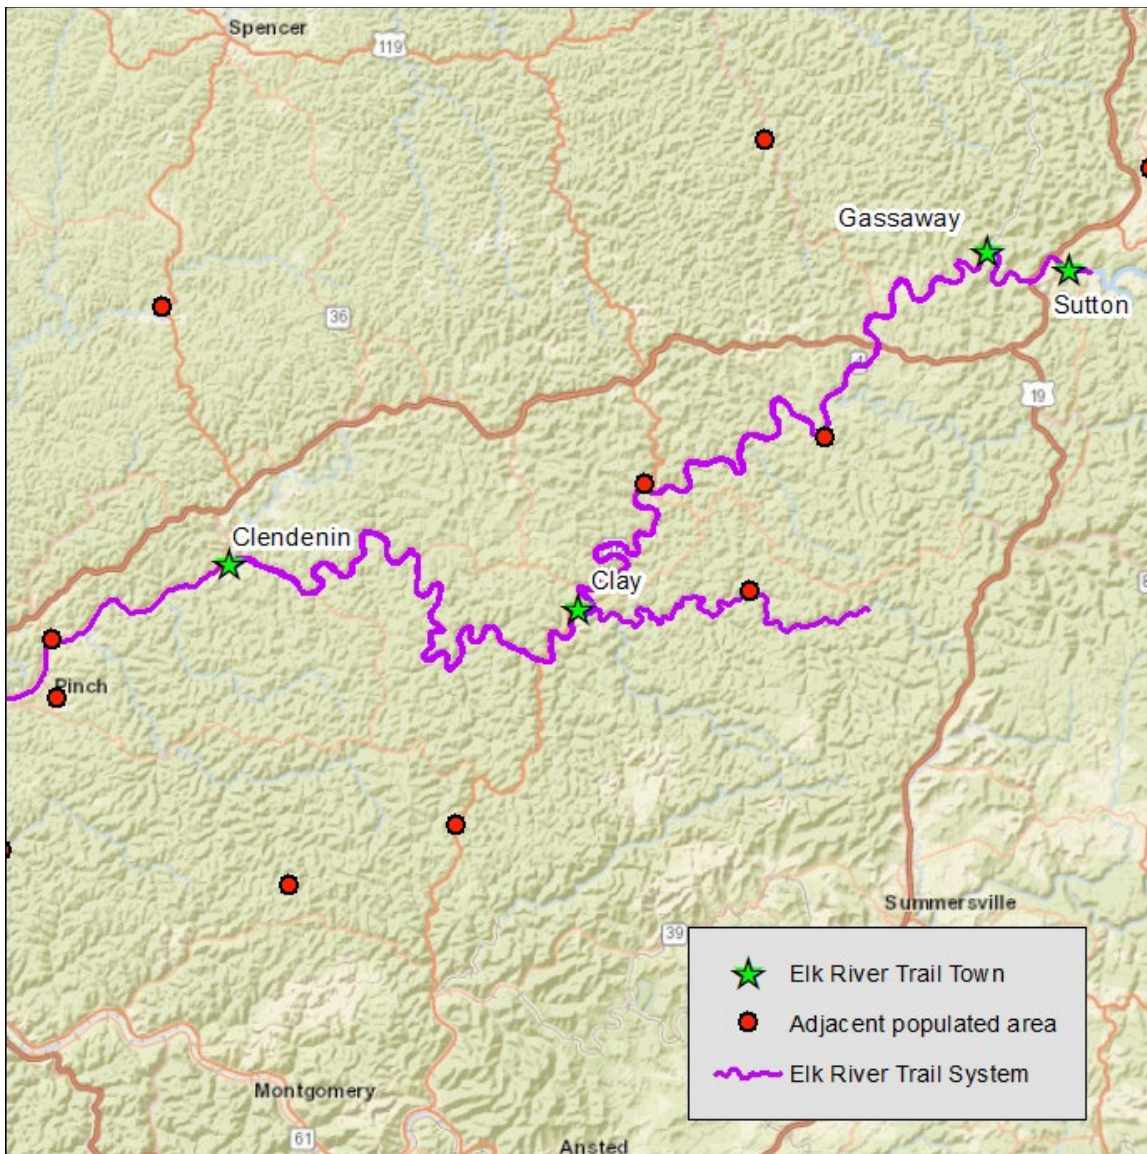 Spencer
119
Gassaway
Sutton
36
4
19
Clendenin
Clay
Pinch
Summersville
39
Elk River Trail Town
Adjacent populated area
Elk River Trail System
Montgomery
61
Ansted